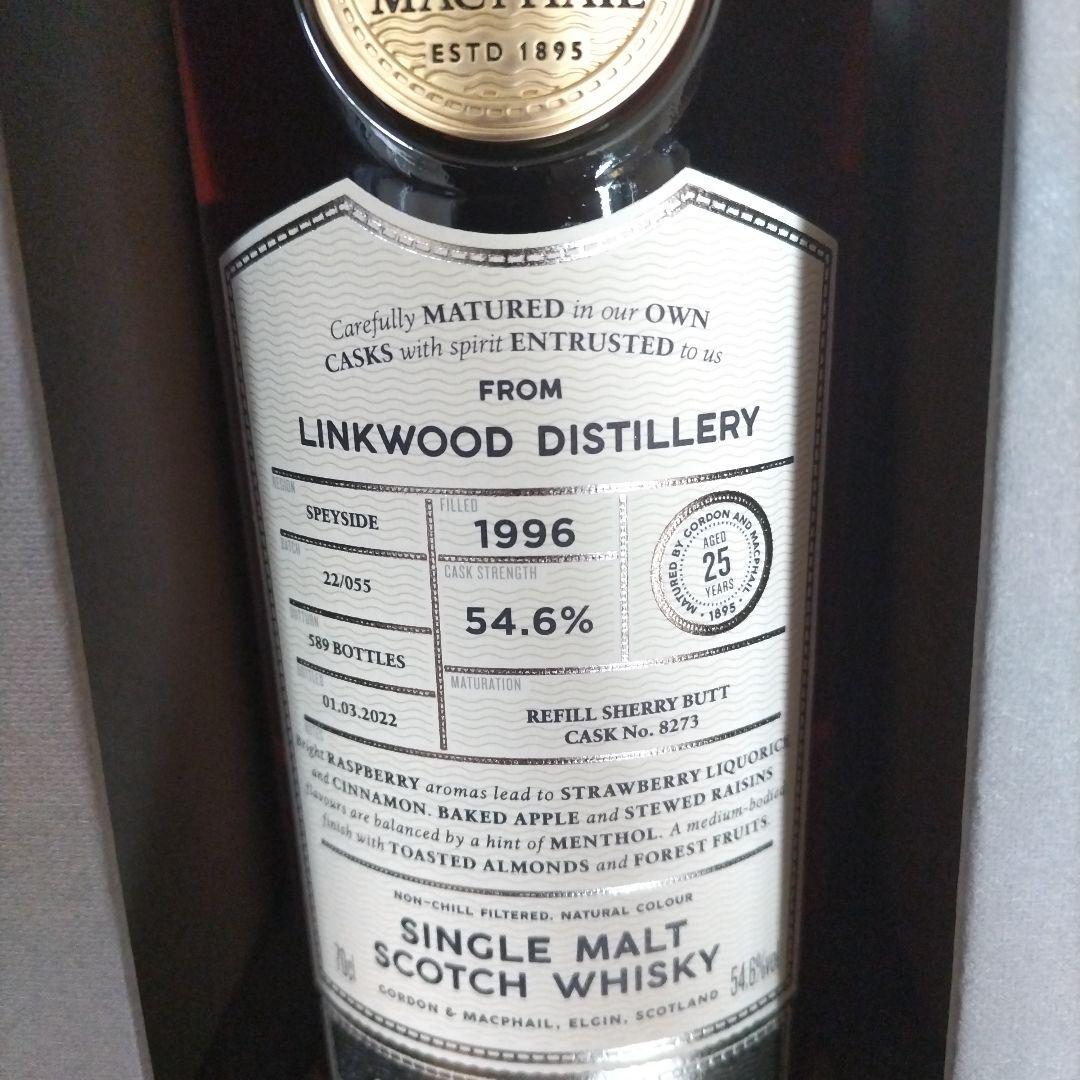 MACPHAIL
ESTD 1895
Carefully MATURED in our OWN
CASKS with spirit ENTRUSTED to us
FROM
LINKWOOD DISTILLERY
REGION
SPEYSIDE
BATCH
22/055
589 BOTTLES
01.03.2022
FILLED
1996
CASK STRENGTH
54.6%
MATURED BY GORDON AND MACPHAIL
AGED
25
YEARS
• 1895 •
MATURATION
REFILL SHERRY BUTT
CASK No. 8273
Bright RASPBERRY aromas lead to STRAWBERRY LIQUORICE
and CINNAMON. BAKED APPLE and STEWED RAISINS
flavours are balanced by a hint of MENTHOL. A medium-bodied
finish with TOASTED ALMONDS and FOREST FRUITS.
NON-CHILL FILTERED. NATURAL COLOUR
SINGLE MALT
SCOTCH WHISKY
70cl
54.6%vol
GORDON & MACPHAIL, ELGIN, SCOTLAND